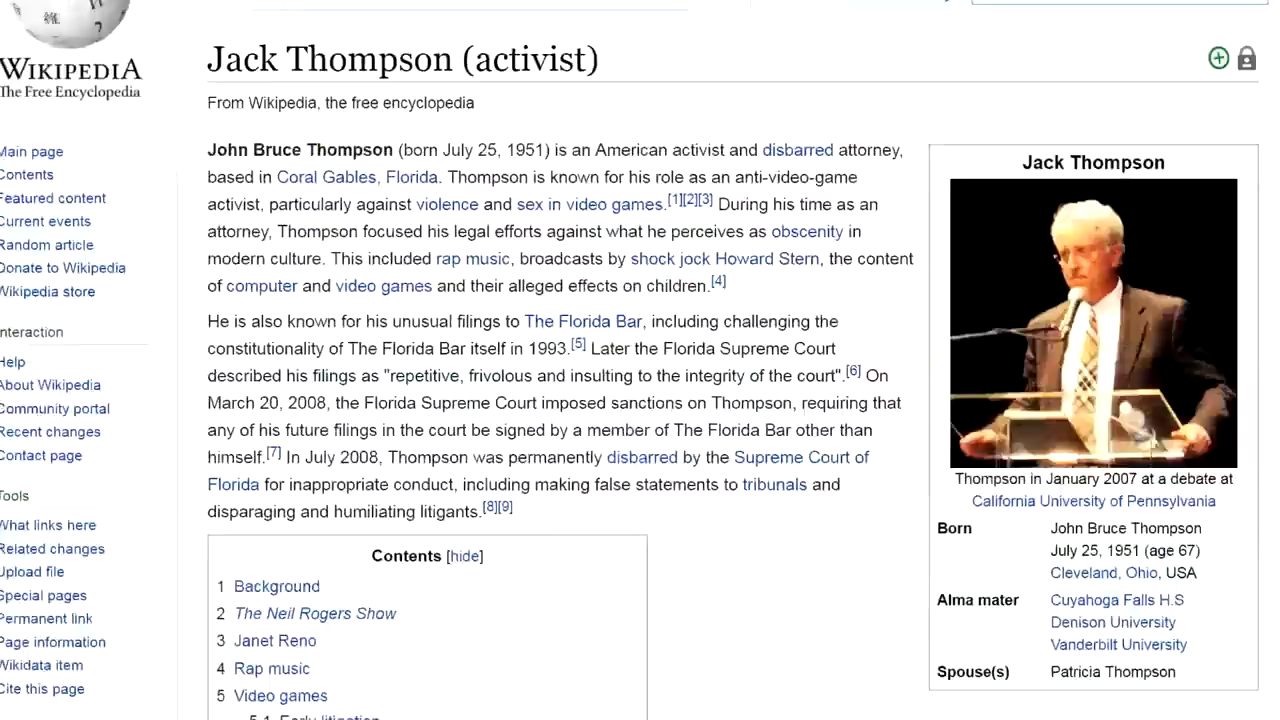 WIKIPEDIA
The Free Encyclopedia
Main page
Contents
Featured content
Current events
Random article
Donate to Wikipedia
Wikipedia store
Interaction
Help
About Wikipedia
Community portal
Recent changes
Contact page
Tools
What links here
Related changes
Upload file
Special pages
Permanent link
Page information
Wikidata item
Cite this page
Jack Thompson (activist)
From Wikipedia, the free encyclopedia
John Bruce Thompson (born July 25, 1951) is an American activist and disbarred attorney,
based in Coral Gables, Florida. Thompson is known for his role as an anti-video-game
activist, particularly against violence and sex in video games.[1][2][3] During his time as an
attorney, Thompson focused his legal efforts against what he perceives as obscenity in
modern culture. This included rap music, broadcasts by shock jock Howard Stern, the content
of computer and video games and their alleged effects on children.[4]
He is also known for his unusual filings to The Florida Bar, including challenging the
constitutionality of The Florida Bar itself in 1993.[5] Later the Florida Supreme Court
described his filings as "repetitive, frivolous and insulting to the integrity of the court".[6] On
March 20, 2008, the Florida Supreme Court imposed sanctions on Thompson, requiring that
any of his future filings in the court be signed by a member of The Florida Bar other than
himself.[7] In July 2008, Thompson was permanently disbarred by the Supreme Court of
Florida for inappropriate conduct, including making false statements to tribunals and
disparaging and humiliating litigants.[8][9]
Contents [hide]
1 Background
2 The Neil Rogers Show
3 Janet Reno
4 Rap music
5 Video games
5.1 Early litigation
Jack Thompson
Thompson in January 2007 at a debate at
California University of Pennsylvania
Born John Bruce Thompson
July 25, 1951 (age 67)
Cleveland, Ohio, USA
Alma mater Cuyahoga Falls H.S
Denison University
Vanderbilt University
Spouse(s) Patricia Thompson